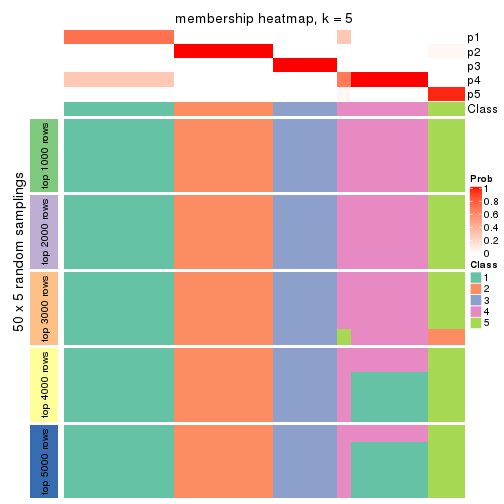 membership heatmap, k = 5
p1
p2
p3
p4
p5
Class
50 x 5 random samplings
top 1000 rows
top 2000 rows
top 3000 rows
top 4000 rows
top 5000 rows
Prob
1
0.8
0.6
0.4
0.2
0
Class
1
2
3
4
5